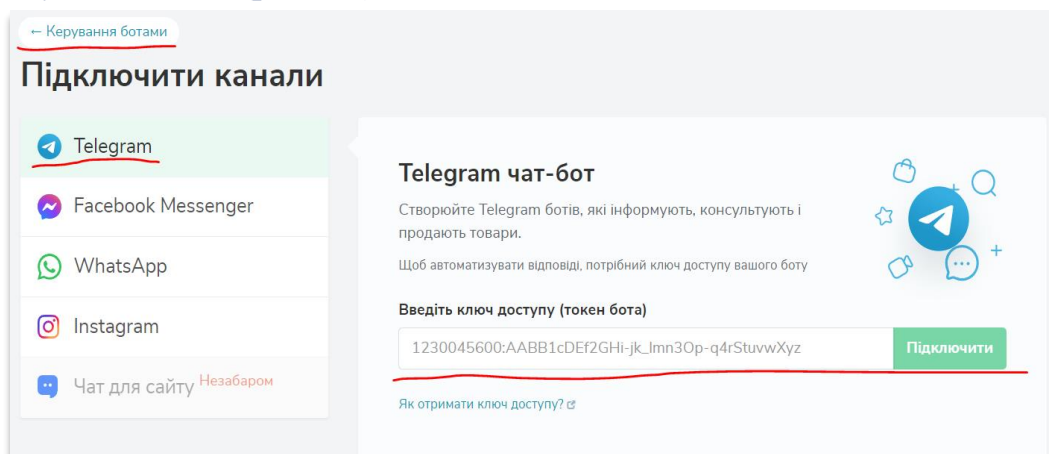 ← Керування ботами
Підключити канали
Telegram
Facebook Messenger
WhatsApp
Instagram
Чат для сайту Незабаром
Telegram чат-бот
Створюйте Telegram ботів, які інформують, консультують і
продають товари.
Щоб автоматизувати відповіді, потрібний ключ доступу вашого боту
Введіть ключ доступу (токен бота)
1230045600:AABB1cDEf2GHi-jk_lmn3Op-q4rStuvwXyz
Підключити
Як отримати ключ доступу?